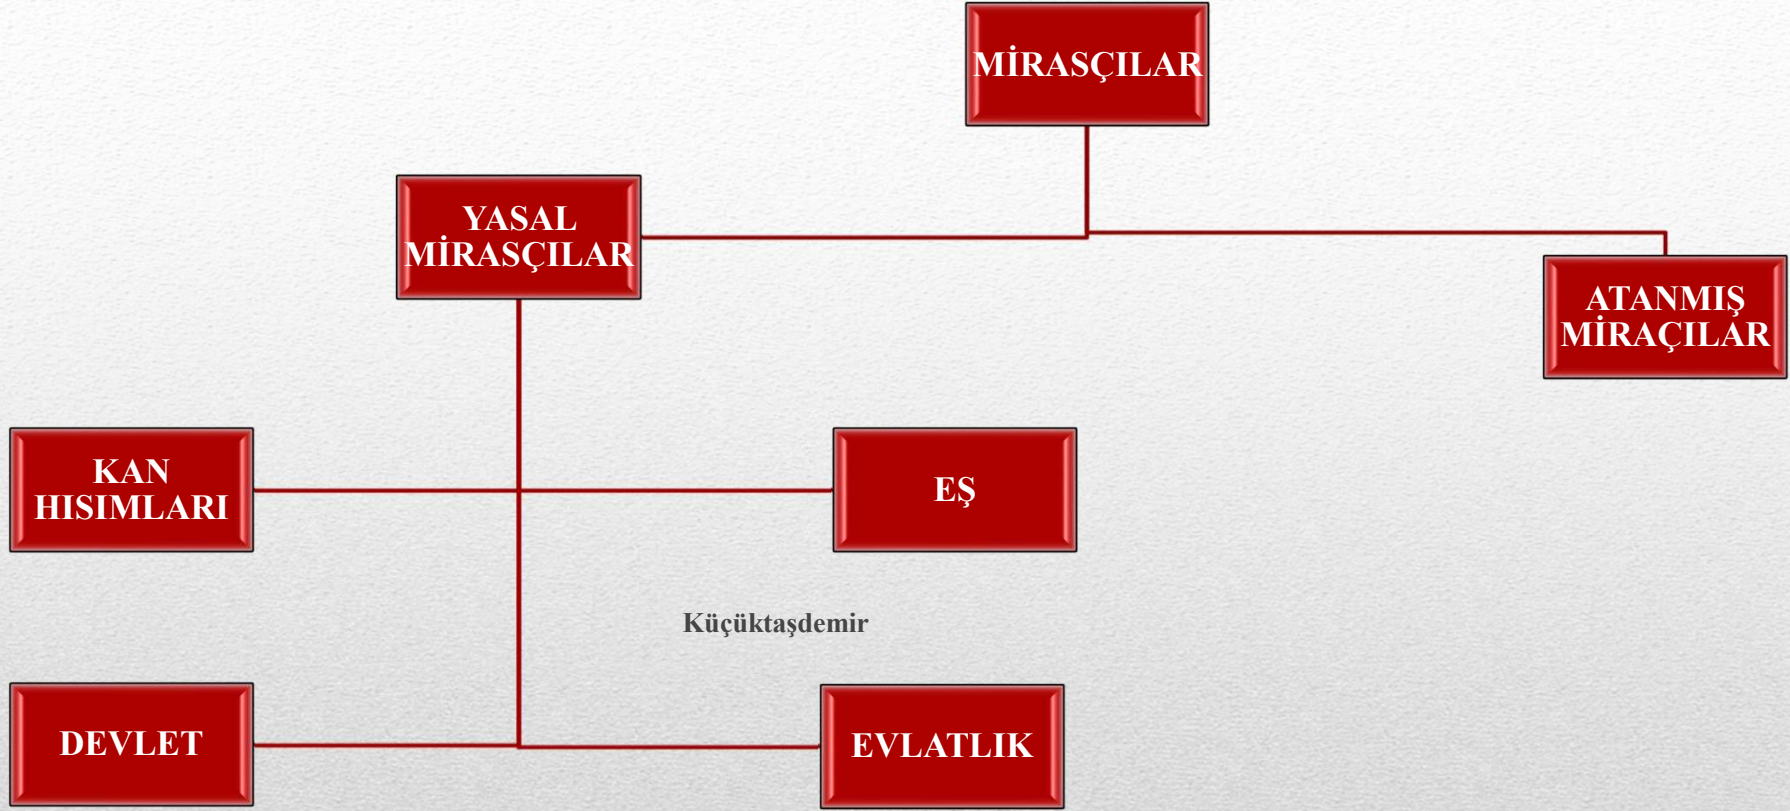 MİRASÇILAR
YASAL
MİRASÇILAR
ATANMIŞ
MİRAÇILAR
KAN
HISIMLARI
EŞ
Küçüktaşdemir
DEVLET
EVLATLIK